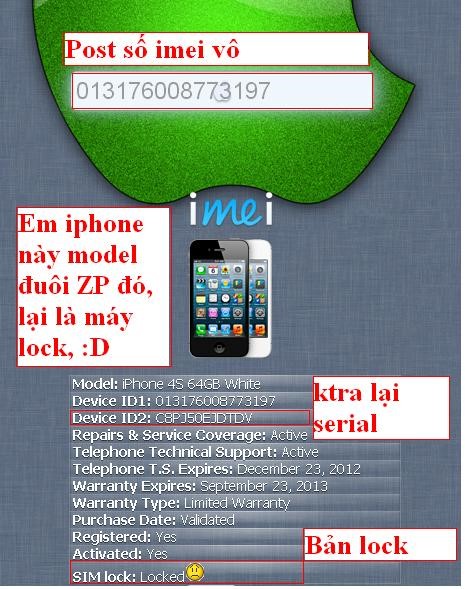 Post số imei vô
013176008773197
imei
Em iphone
này model
đuôi ZP đó,
lại là máy
lock, :D
Model: iPhone 4S 64GB White
Device ID1: 013176008773197
Device ID2: C8PJ50EJDTDV
ktra lại
serial
Repairs & Service Coverage: Active
Telephone Technical Support: Active
Telephone T.S. Expires: December 23, 2012
Warranty Expires: September 23, 2013
Warranty Type: Limited Warranty
Purchase Date: Validated
Registered: Yes
Activated: Yes
Bản lock
SIM lock: Locked